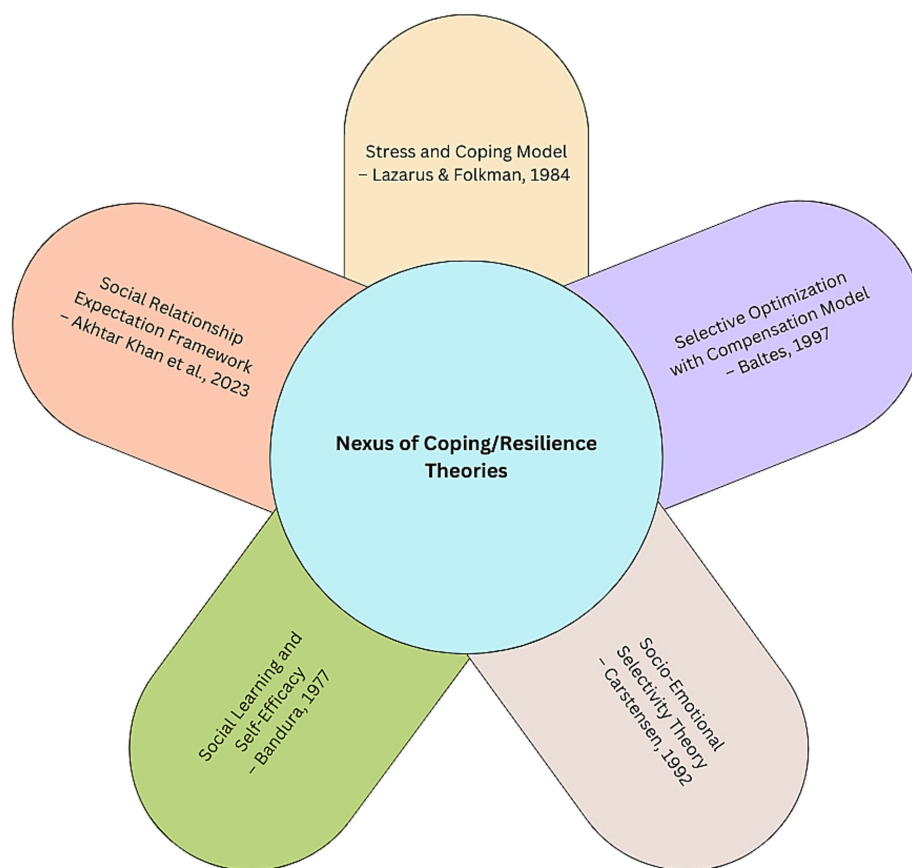 Stress and Coping Model
– Lazarus & Folkman, 1984
Selective Optimization
with Compensation Model
– Baltes, 1997
Socio-Emotional
Selectivity Theory
– Carstensen, 1992
Social Learning and
Self-Efficacy
– Bandura, 1977
Social Relationship
Expectation Framework
– Akhtar Khan et al., 2023
Nexus of Coping/Resilience
Theories